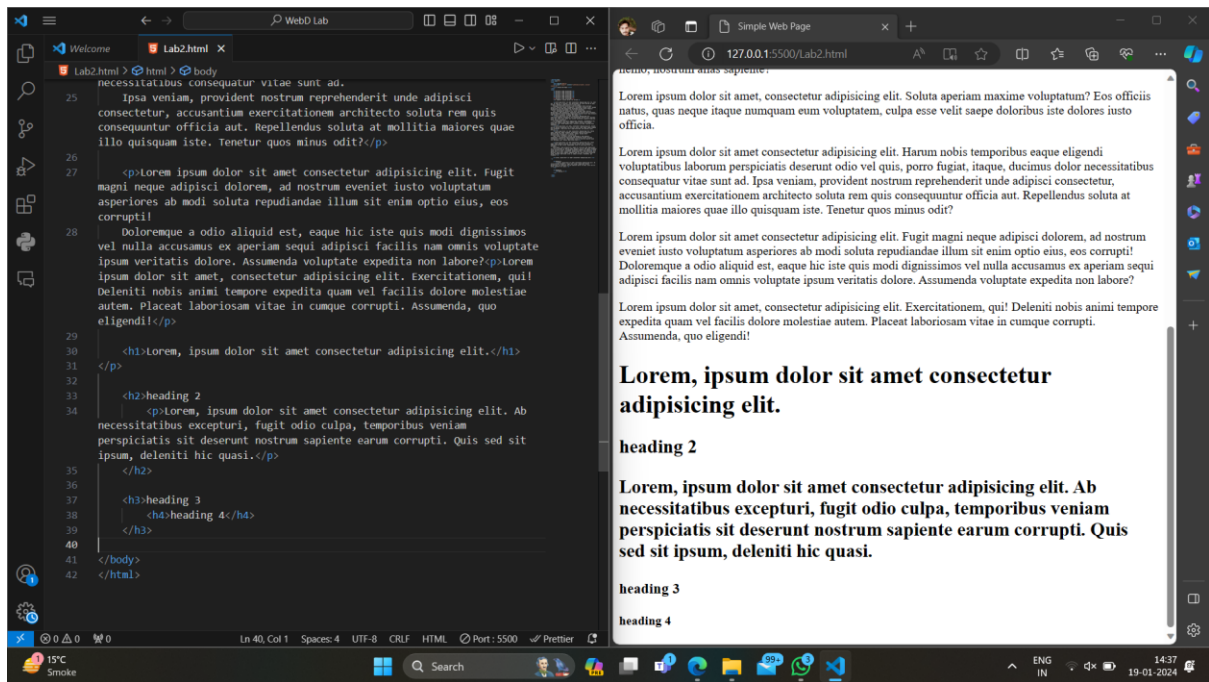 WebD Lab
Welcome
Lab2.html
Lab2.html > html > body
necessitatibus consequatur vitae sunt ad.
25 Ipsa veniam, provident nostrum reprehenderit unde adipisci
consectetur, accusantium exercitationem architecto soluta rem quis
consequuntur officia aut. Repellendus soluta at mollitia maiores quae
illo quisquam iste. Tenetur quos minus odit?</p>
26
27 <p>Lorem ipsum dolor sit amet consectetur adipisicing elit. Fugit
magni neque adipisci dolorem, ad nostrum eveniet iusto voluptatum
asperiores ab modi soluta repudiandae illum sit enim optio eius, eos
corrupti!
28 Doloremque a odio aliquid est, eaque hic iste quis modi dignissimos
vel nulla accusamus ex aperiam sequi adipisci facilis nam omnis voluptate
ipsum veritatis dolore. Assumenda voluptate expedita non labore?<p>Lorem
ipsum dolor sit amet, consectetur adipisicing elit. Exercitationem, qui!
Deleniti nobis animi tempore expedita quam vel facilis dolore molestiae
autem. Placeat laboriosam vitae in cumque corrupti. Assumenda, quo
eligendi!</p>
29
30 <h1>Lorem, ipsum dolor sit amet consectetur adipisicing elit.</h1>
31 </p>
32
33 <h2>heading 2
34 <p>Lorem, ipsum dolor sit amet consectetur adipisicing elit. Ab
necessitatibus excepturi, fugit odio culpa, temporibus veniam
perspiciatis sit deserunt nostrum sapiente earum corrupti. Quis sed sit
ipsum, deleniti hic quasi.</p>
35 </h2>
36
37 <h3>heading 3
38 <h4>heading 4</h4>
39 </h3>
40
41 </body>
42 </html>
0 0 0 Ln 40, Col 1 Spaces: 4 UTF-8 CRLF HTML Port : 5500 Prettier
Simple Web Page
127.0.0.1:5500/Lab2.html
nemo, nostrum alias sapiente?
Lorem ipsum dolor sit amet, consectetur adipisicing elit. Soluta aperiam maxime voluptatum? Eos officiis
natus, quas neque itaque numquam eum voluptatem, culpa esse velit saepe doloribus iste dolores iusto
officia.
Lorem ipsum dolor sit amet consectetur adipisicing elit. Harum nobis temporibus eaque eligendi
voluptatibus laborum perspiciatis deserunt odio vel quis, porro fugiat, itaque, ducimus dolor necessitatibus
consequatur vitae sunt ad. Ipsa veniam, provident nostrum reprehenderit unde adipisci consectetur,
accusantium exercitationem architecto soluta rem quis consequuntur officia aut. Repellendus soluta at
mollitia maiores quae illo quisquam iste. Tenetur quos minus odit?
Lorem ipsum dolor sit amet consectetur adipisicing elit. Fugit magni neque adipisci dolorem, ad nostrum
eveniet iusto voluptatum asperiores ab modi soluta repudiandae illum sit enim optio eius, eos corrupti!
Doloremque a odio aliquid est, eaque hic iste quis modi dignissimos vel nulla accusamus ex aperiam sequi
adipisci facilis nam omnis voluptate ipsum veritatis dolore. Assumenda voluptate expedita non labore?
Lorem ipsum dolor sit amet, consectetur adipisicing elit. Exercitationem, qui! Deleniti nobis animi tempore
expedita quam vel facilis dolore molestiae autem. Placeat laboriosam vitae in cumque corrupti.
Assumenda, quo eligendi!
Lorem, ipsum dolor sit amet consectetur
adipisicing elit.
heading 2
Lorem, ipsum dolor sit amet consectetur adipisicing elit. Ab
necessitatibus excepturi, fugit odio culpa, temporibus veniam
perspiciatis sit deserunt nostrum sapiente earum corrupti. Quis
sed sit ipsum, deleniti hic quasi.
heading 3
heading 4
1
15°C
Smoke
Search
99+
ENG
IN
14:37
19-01-2024